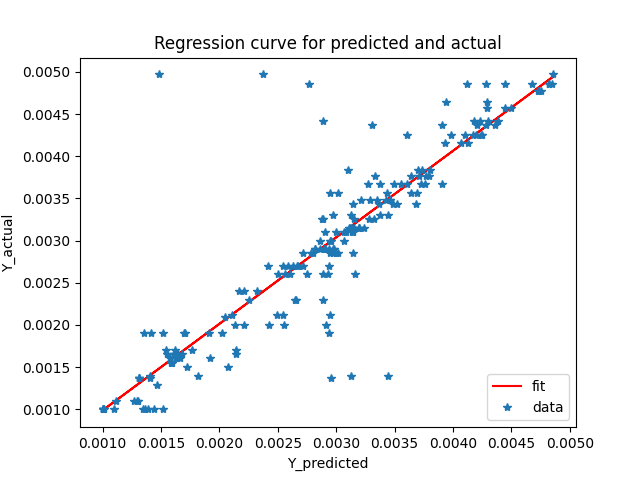 Regression curve for predicted and actual
0.0050
0.0045
0.0040
0.0035
0.0030
0.0025
0.0020
0.0015
0.0010
Y_actual
fit
data
0.0010 0.0015 0.0020 0.0025 0.0030 0.0035 0.0040 0.0045 0.0050
Y_predicted